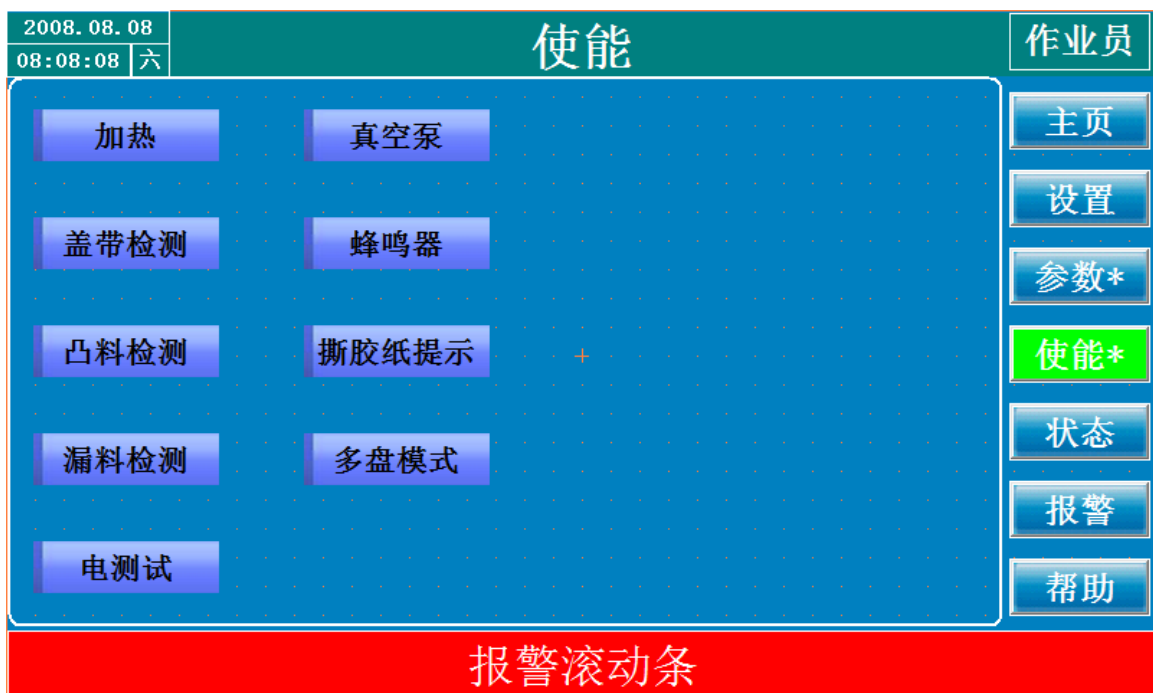 2008.08.08
08:08:08 六
使能
作业员
加热
真空泵
盖带检测
蜂鸣器
凸料检测
撕胶纸提示
漏料检测
多盘模式
电测试
主页
设置
参数*
使能*
状态
报警
帮助
报警滚动条